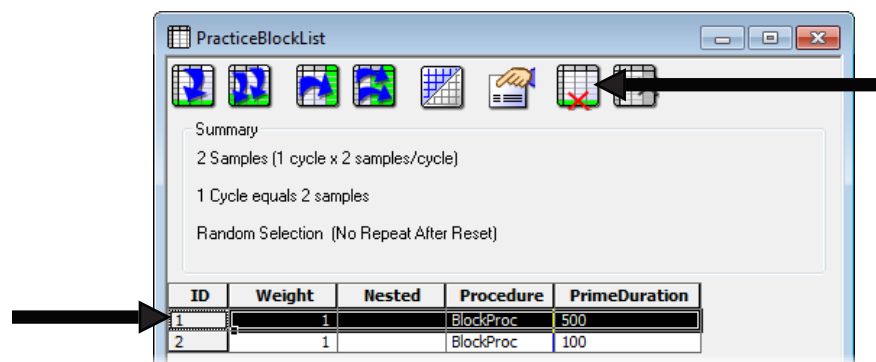 PracticeBlockList
Summary
2 Samples (1 cycle x 2 samples/cycle)
1 Cycle equals 2 samples
Random Selection (No Repeat After Reset)
ID Weight Nested Procedure PrimeDuration
1 1 BlockProc 500
2 1 BlockProc 100